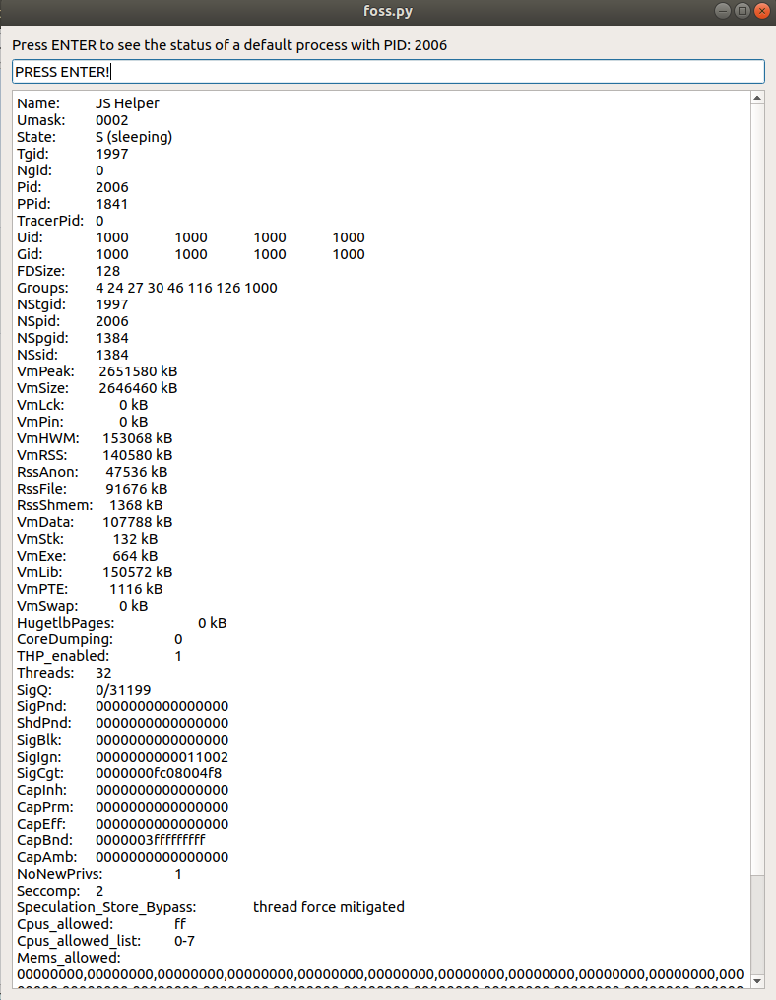 foss.py
Press ENTER to see the status of a default process with PID: 2006
PRESS ENTER!
Name: JS Helper
Umask: 0002
State: S (sleeping)
Tgid: 1997
Ngid: 0
Pid: 2006
PPid: 1841
TracerPid: 0
Uid: 1000 1000 1000 1000
Gid: 1000 1000 1000 1000
FDSize: 128
Groups: 4 24 27 30 46 116 126 1000
NStgid: 1997
NSpid: 2006
NSpgid: 1384
NSsid: 1384
VmPeak: 2651580 kB
VmSize: 2646460 kB
VmLck: 0 kB
VmPin: 0 kB
VmHWM: 153068 kB
VmRSS: 140580 kB
RssAnon: 47536 kB
RssFile: 91676 kB
RssShmem: 1368 kB
VmData: 107788 kB
VmStk: 132 kB
VmExe: 664 kB
VmLib: 150572 kB
VmPTE: 1116 kB
VmSwap: 0 kB
HugetlbPages: 0 kB
CoreDumping: 0
THP_enabled: 1
Threads: 32
SigQ: 0/31199
SigPnd: 0000000000000000
ShdPnd: 0000000000000000
SigBlk: 0000000000000000
SigIgn: 0000000000011002
SigCgt: 0000000fc08004f8
CapInh: 0000000000000000
CapPrm: 0000000000000000
CapEff: 0000000000000000
CapBnd: 0000003fffffffff
CapAmb: 0000000000000000
NoNewPrivs: 1
Seccomp: 2
Speculation_Store_Bypass: thread force mitigated
Cpus_allowed: ff
Cpus_allowed_list: 0-7
Mems_allowed:
00000000,00000000,00000000,00000000,00000000,00000000,00000000,00000000,00000000,00000000,000